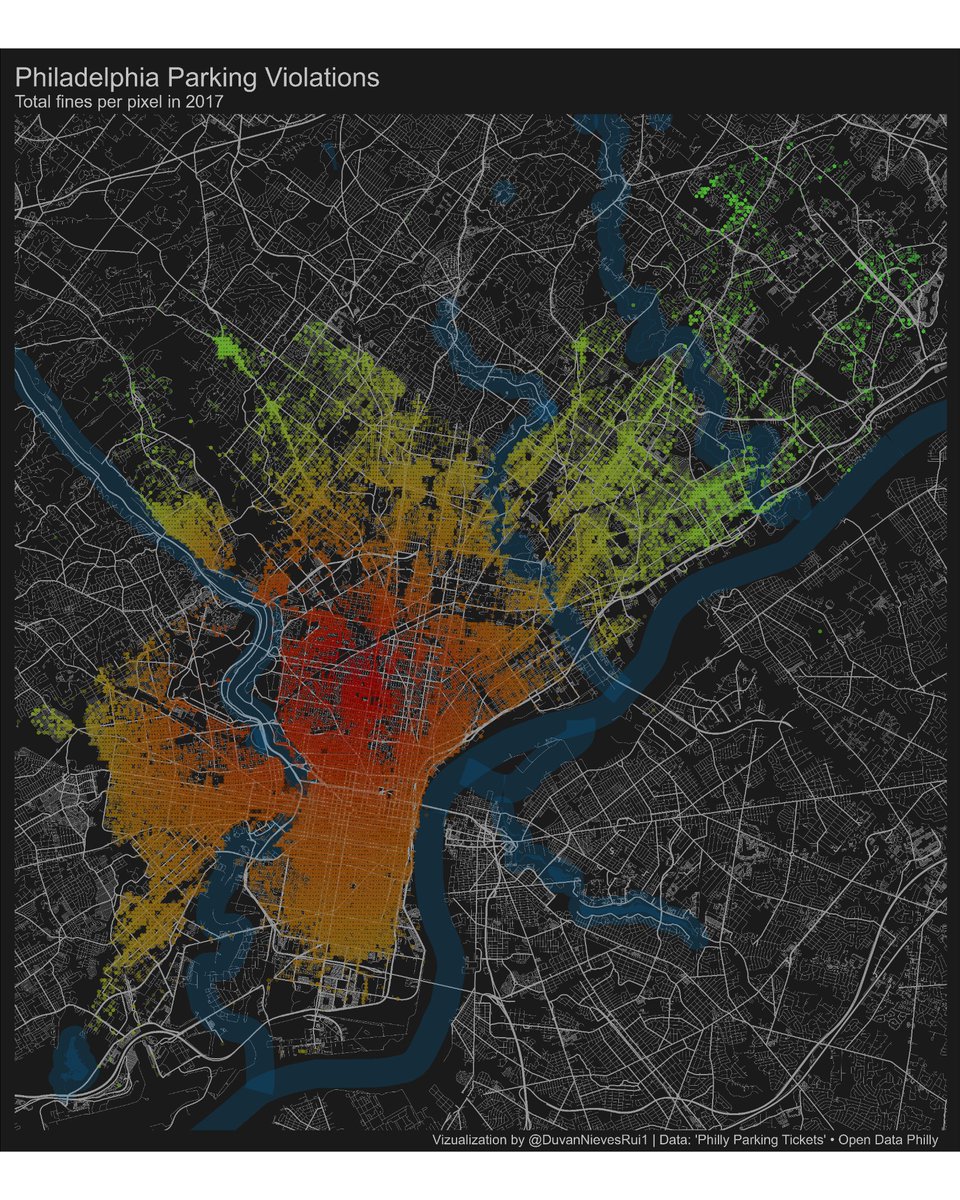 Philadelphia Parking Violations
Total fines per pixel in 2017
Vizualization by @DuvanNievesRui1 | Data: 'Philly Parking Tickets' • Open Data Philly